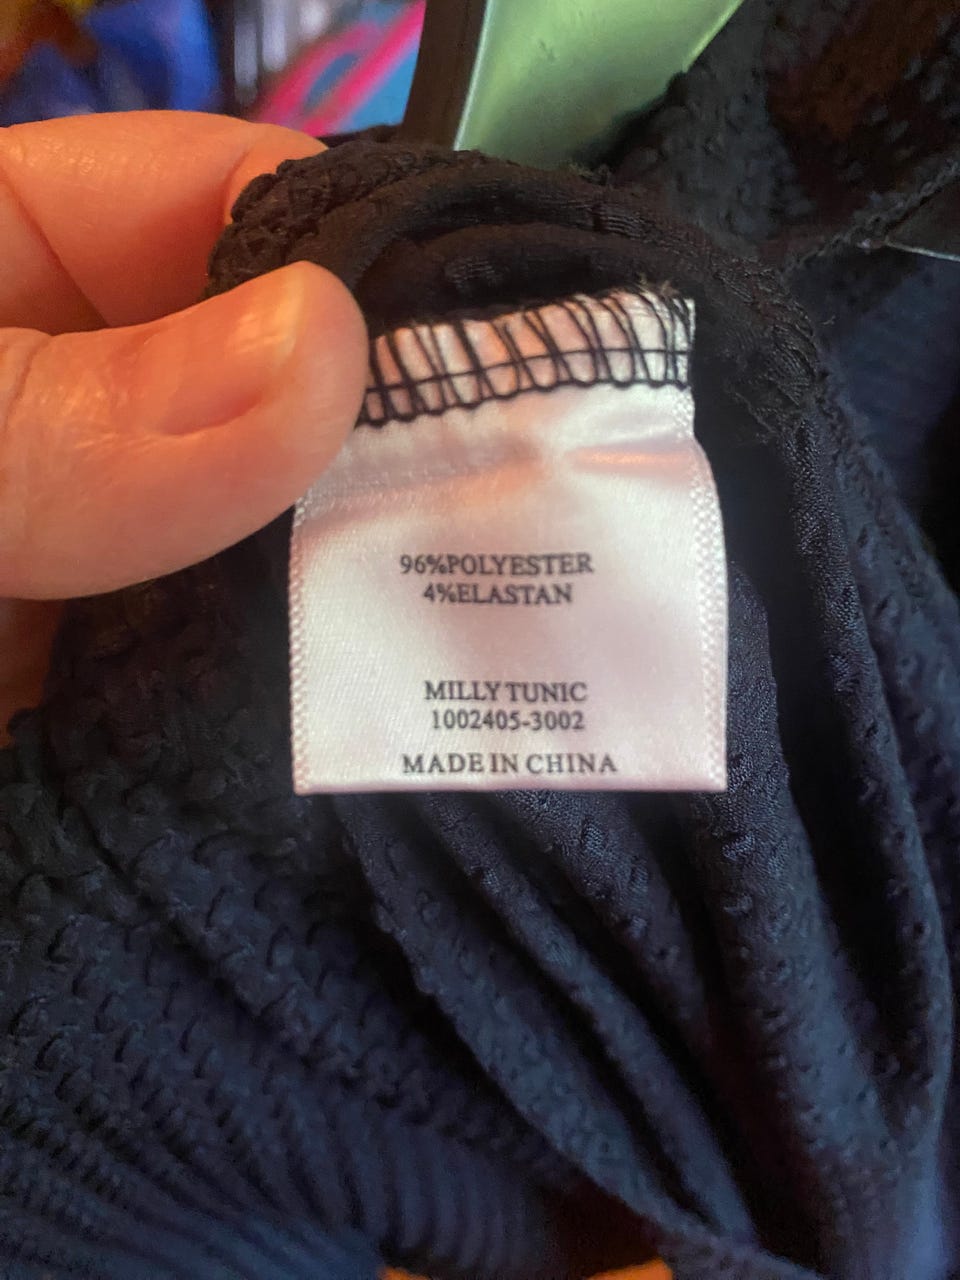 96%POLYESTER
4%ELASTAN
MILLY TUNIC
1002405-3002
MADE IN CHINA